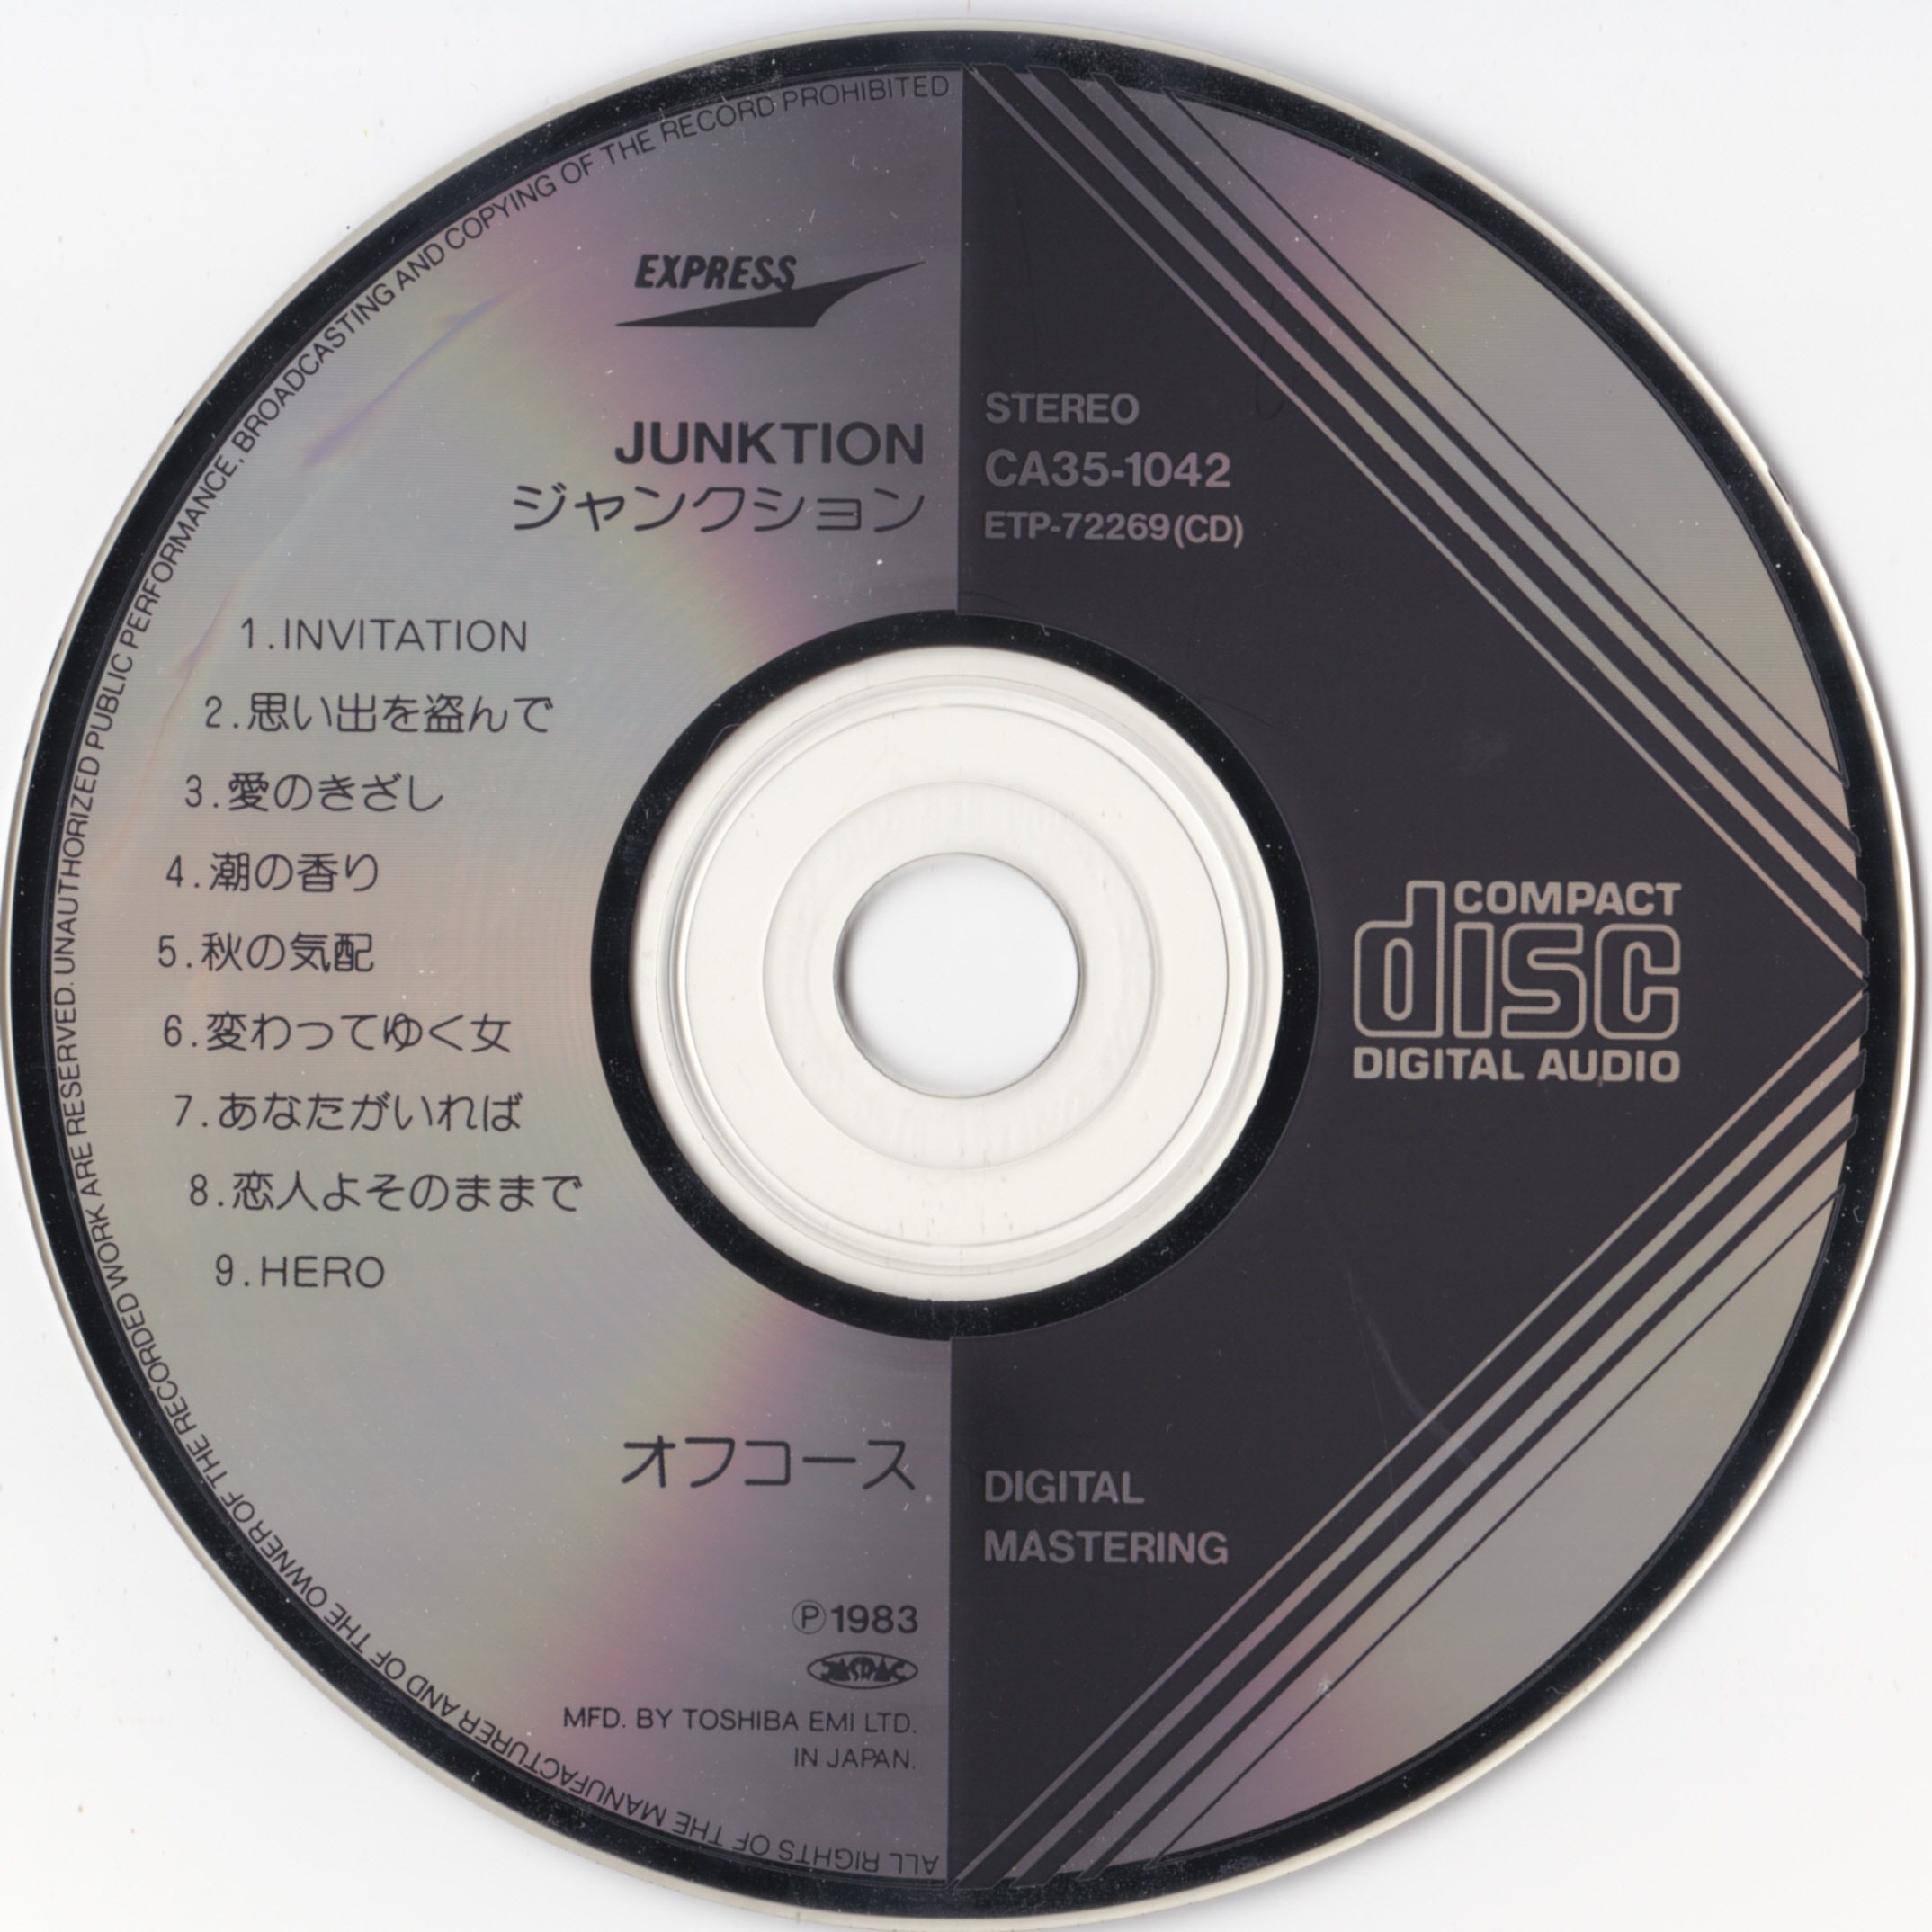 EXPRESS
JUNKTION
ジャンクション
STEREO
CA35-1042
ETP-72269(CD)
1.INVITATION
2.思い出を盗んで
3.愛のきざし
4.潮の香り
5.秋の気配
6.変わってゆく女
7.あなたがいれば
8.恋人よそのままで
9.HERO
COMPACT
disc
DIGITAL AUDIO
オフコース
DIGITAL
MASTERING
Ⓟ1983
JASRAC
MFD. BY TOSHIBA EMI LTD.
IN JAPAN.
ALL RIGHTS OF THE MANUFACTURER AND OF THE OWNER OF THE RECORDED WORK ARE RESERVED. UNAUTHORIZED PUBLIC PERFORMANCE, BROADCASTING AND COPYING OF THE RECORD PROHIBITED.